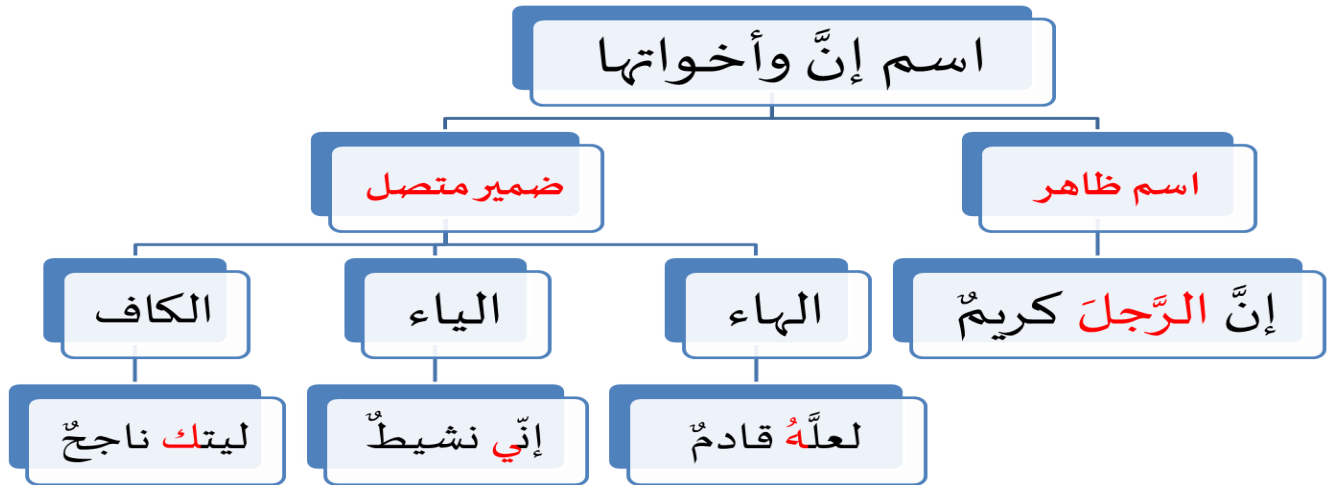 اسم إنَّ وأخواتها
اسم ظاهر
ضمير متصل
إنَّ الرَّجلَ كريمٌ
الهاء
الياء
الكاف
لعلَّهُ قادمٌ
إنّي نشيطٌ
ليتك ناجحٌ